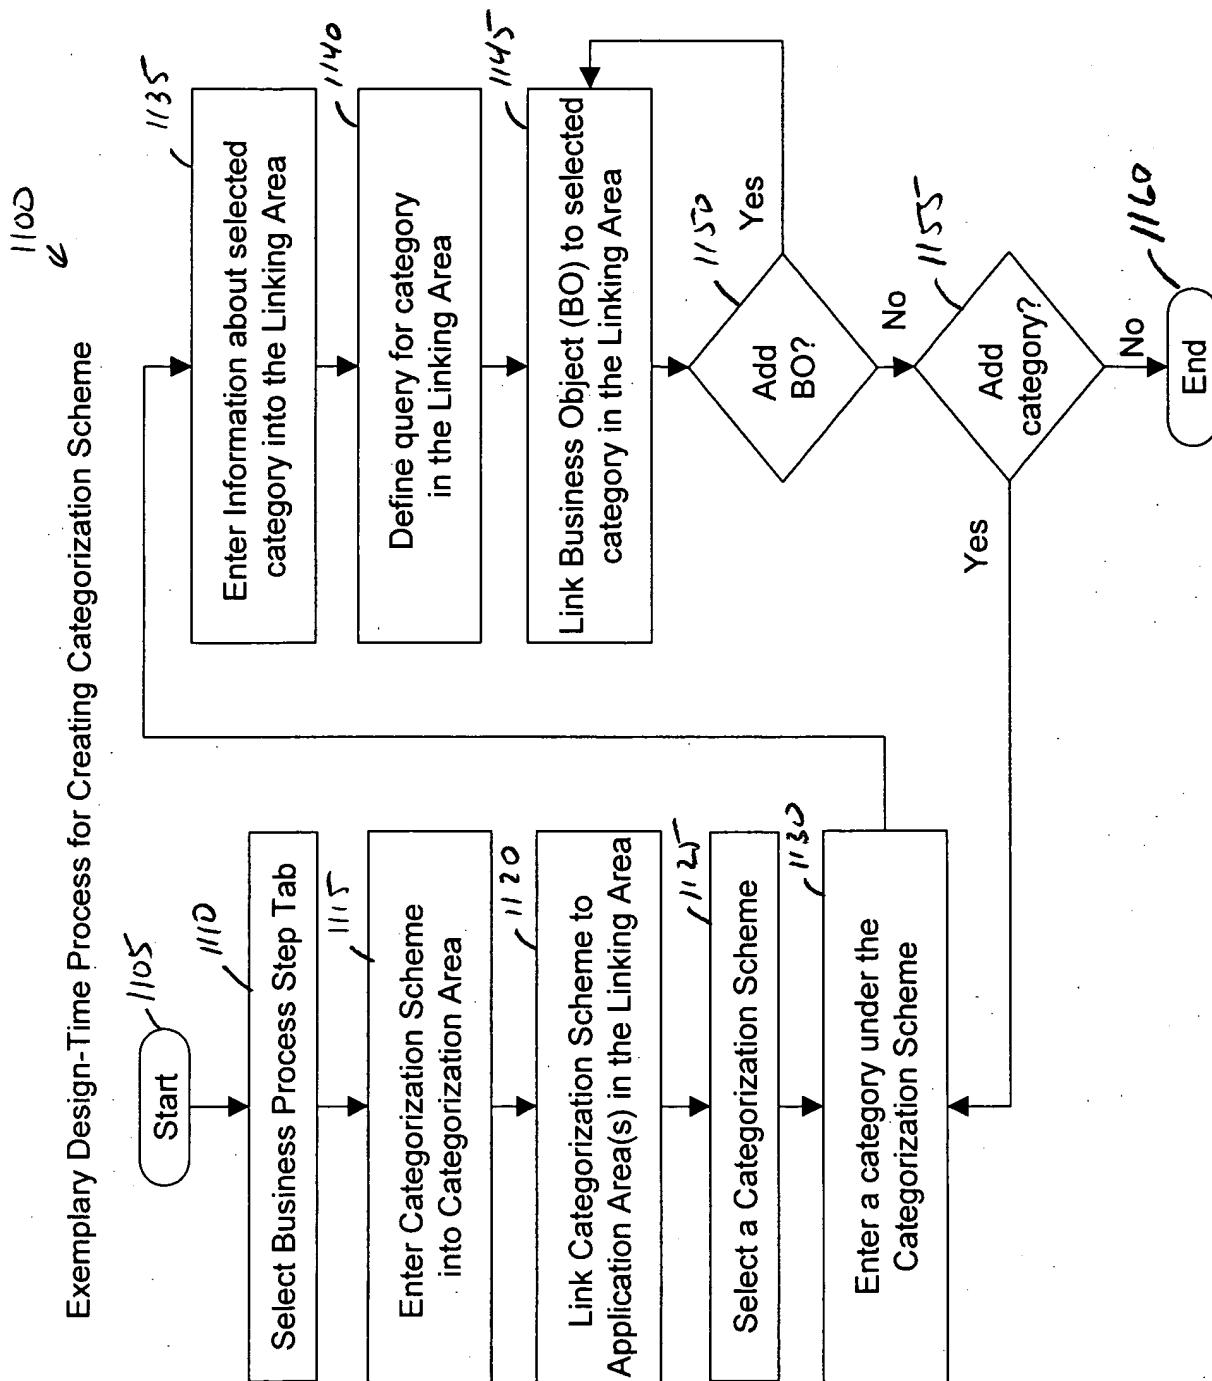 1100
Exemplary Design-Time Process for Creating Categorization Scheme
Start
1105
Select Business Process Step Tab
1110
Enter Categorization Scheme
into Categorization Area
1115
Link Categorization Scheme to
Application Area(s) in the Linking Area
1120
Select a Categorization Scheme
1125
Enter a category under the
Categorization Scheme
1130
Enter Information about selected
category into the Linking Area
1135
Define query for category
in the Linking Area
1140
Link Business Object (BO) to selected
category in the Linking Area
1145
Add
BO?
1150
Yes
No
Add
category?
1155
Yes
No
End
1160